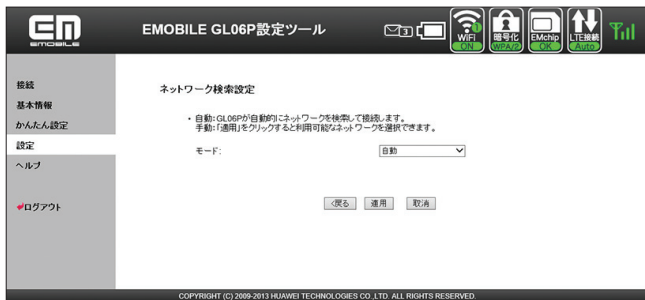 EM
EMOBILE
EMOBILE GL06P設定ツール
3
WiFi
1
ON
暗号化
WPA/2
EMchip
OK
LTE接続
Auto
接続
基本情報
かんたん設定
設定
ヘルプ
ログアウト
ネットワーク検索設定
・自動:GL06Pが自動的にネットワークを検索して接続します。
手動:「適用」をクリックすると利用可能なネットワークを選択できます。
モード:
自動
<戻る
適用
取消
COPYRIGHT (C) 2009-2013 HUAWEI TECHNOLOGIES CO.,LTD. ALL RIGHTS RESERVED.